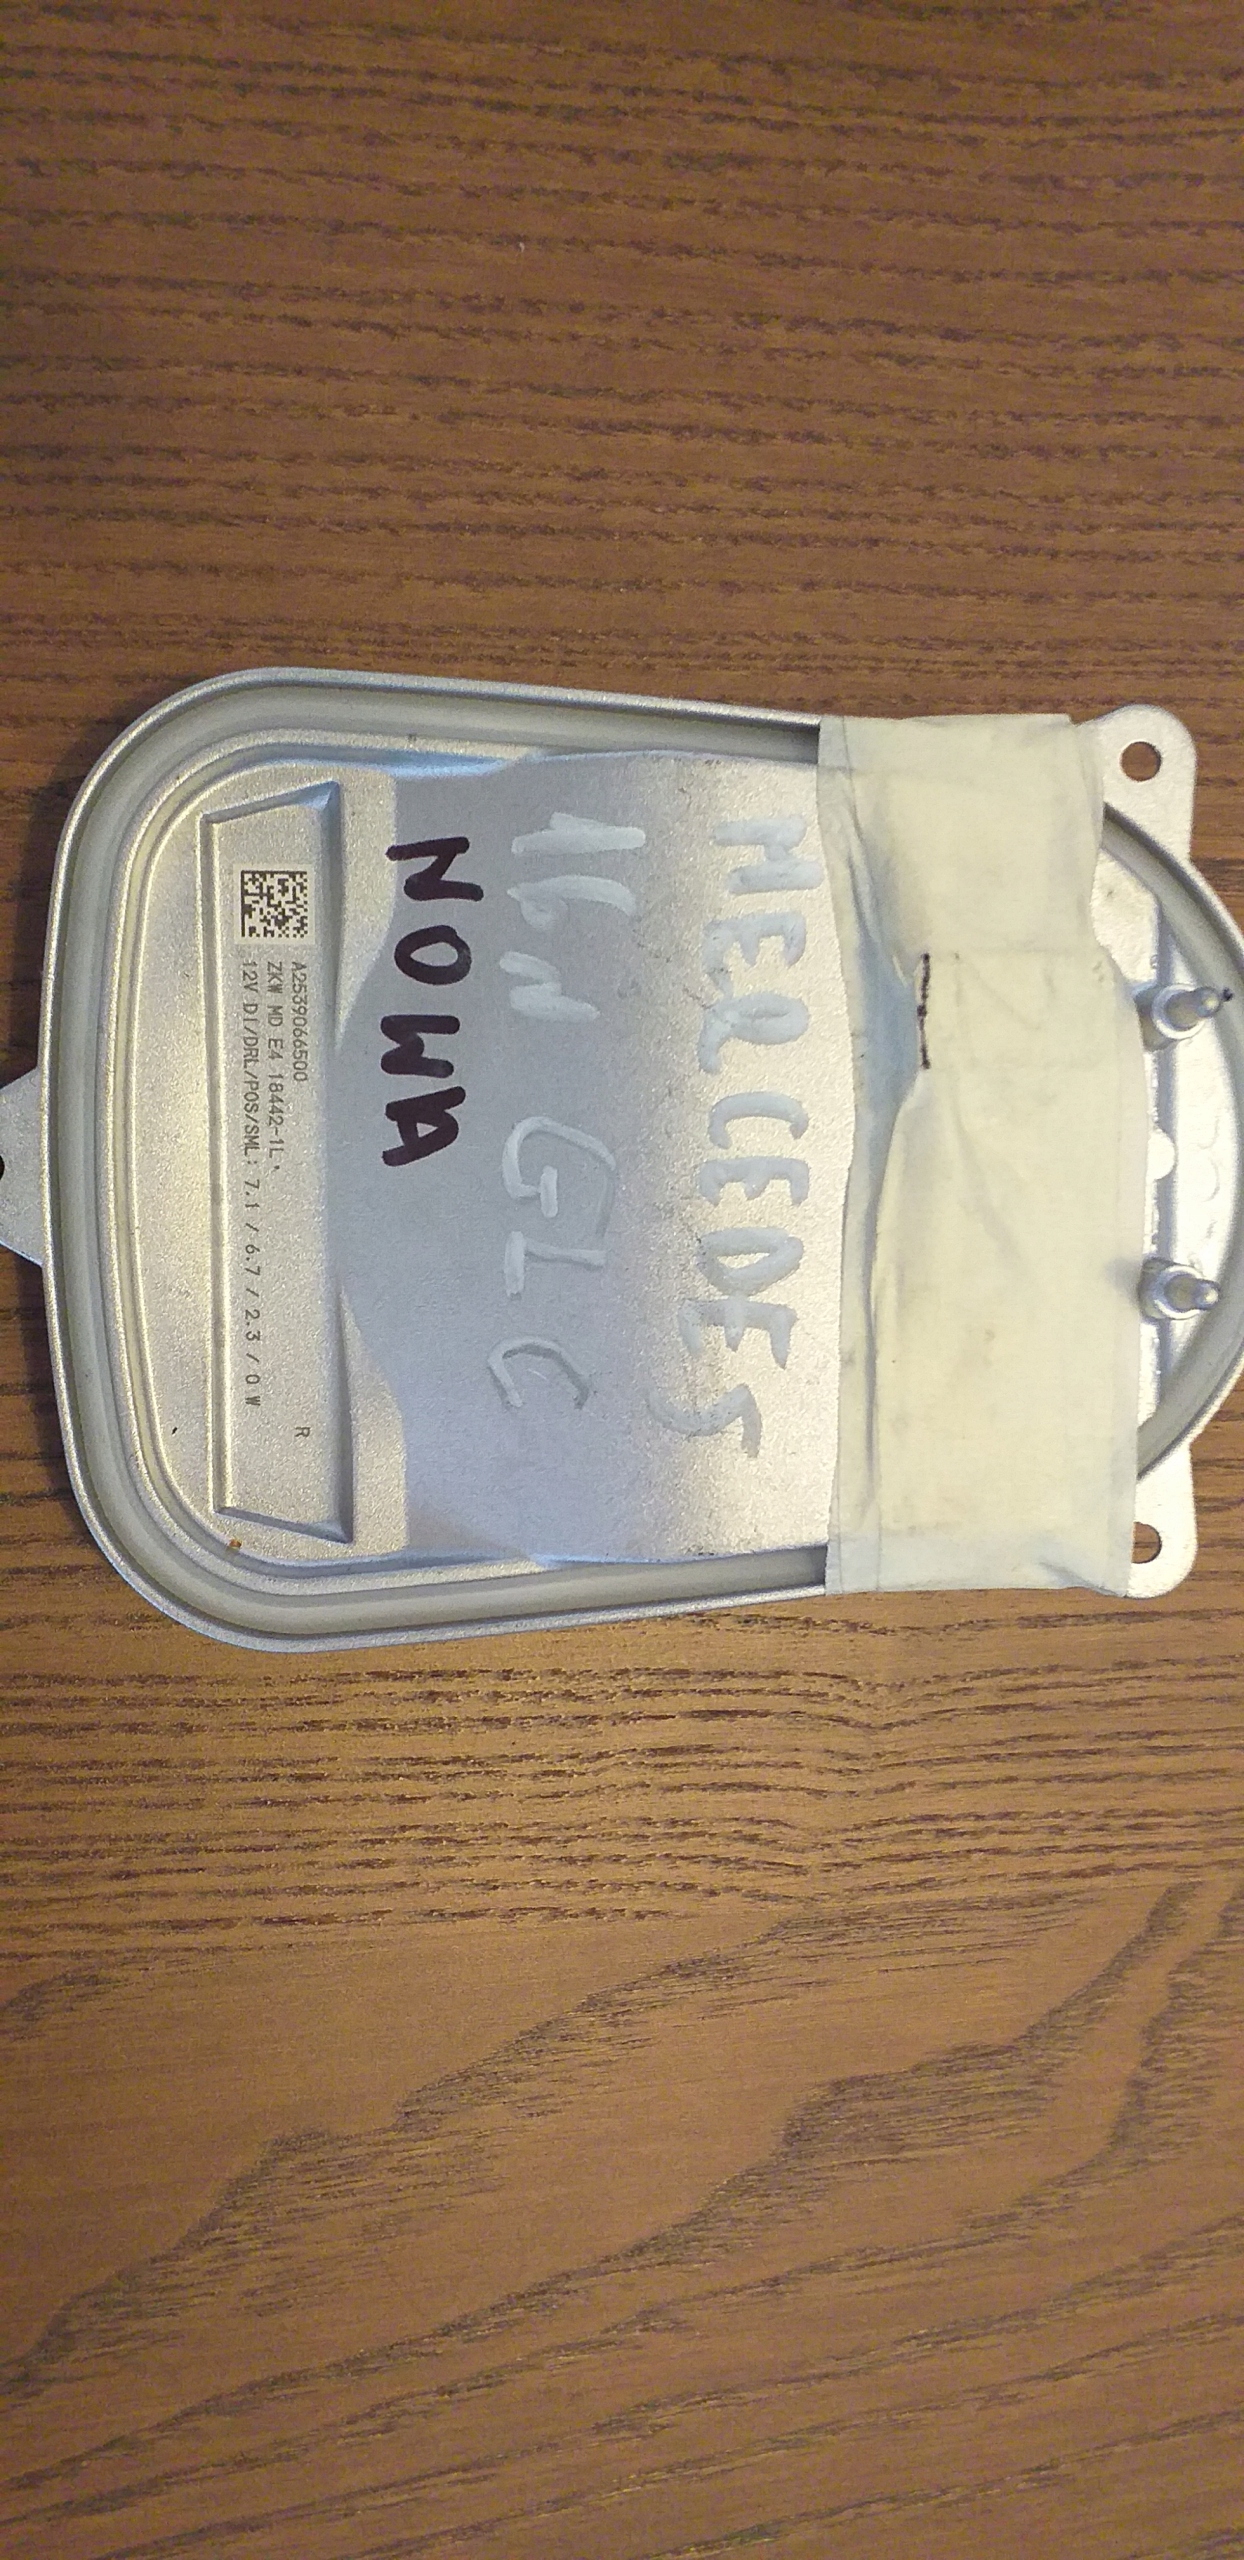 MERCEDES
GLC
NOWA
A2539066500
ZKW MD E4 18442-1L
12V DI/DRL/POS/SML: 7.1 / 6.7 / 2.3 / 0 W
R